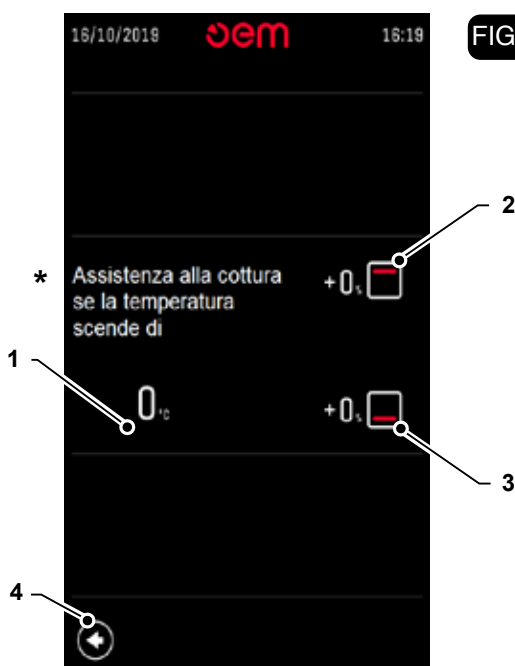 16/10/2019 oem 16:19
FIG
2
* Assistenza alla cottura
se la temperatura
scende di
+0%
1
0°C
+0%
3
4